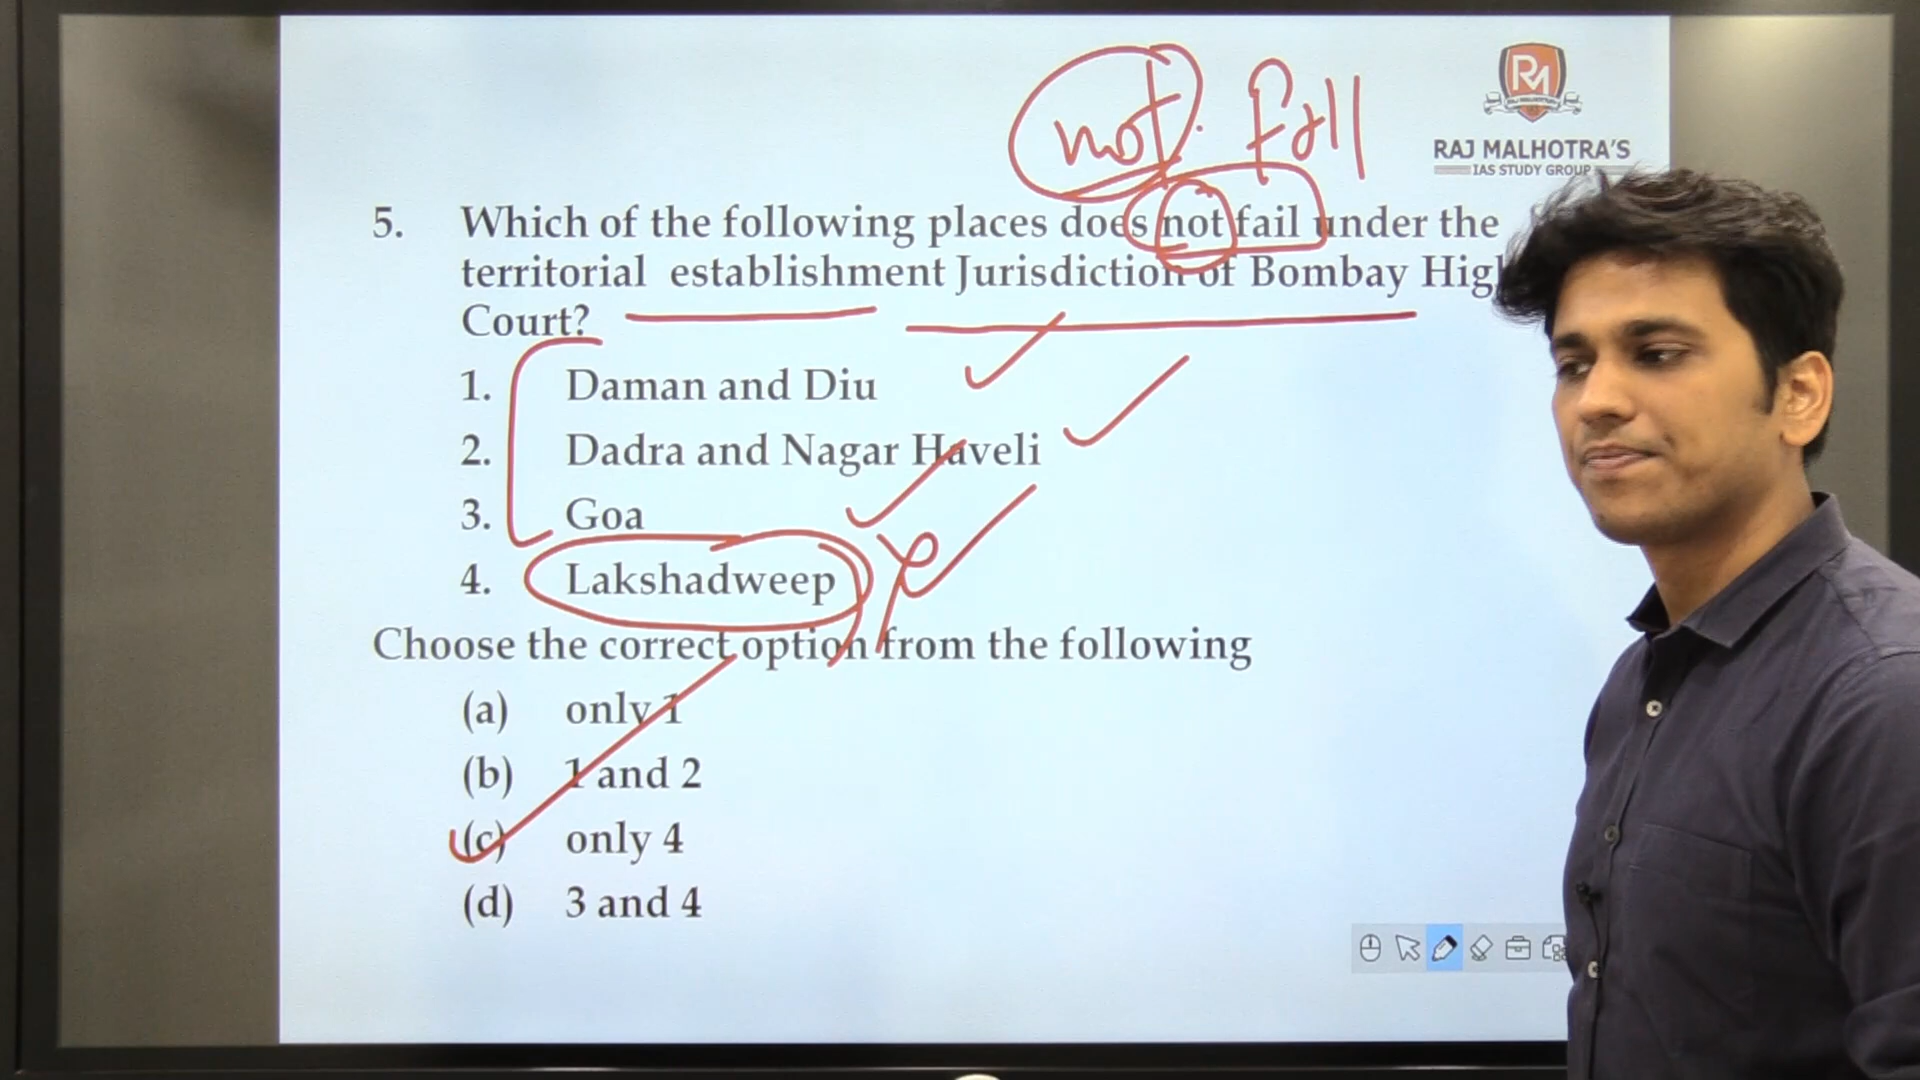 not fall
RM
RAJ MALHOTRA'S
IAS STUDY GROUP
5. Which of the following places does not fail under the
territorial establishment Jurisdiction of Bombay Hig
Court?
1. Daman and Diu
2. Dadra and Nagar Haveli
3. Goa
4. Lakshadweep
Choose the correct option from the following
(a) only 1
(b) 1 and 2
(c) only 4
(d) 3 and 4